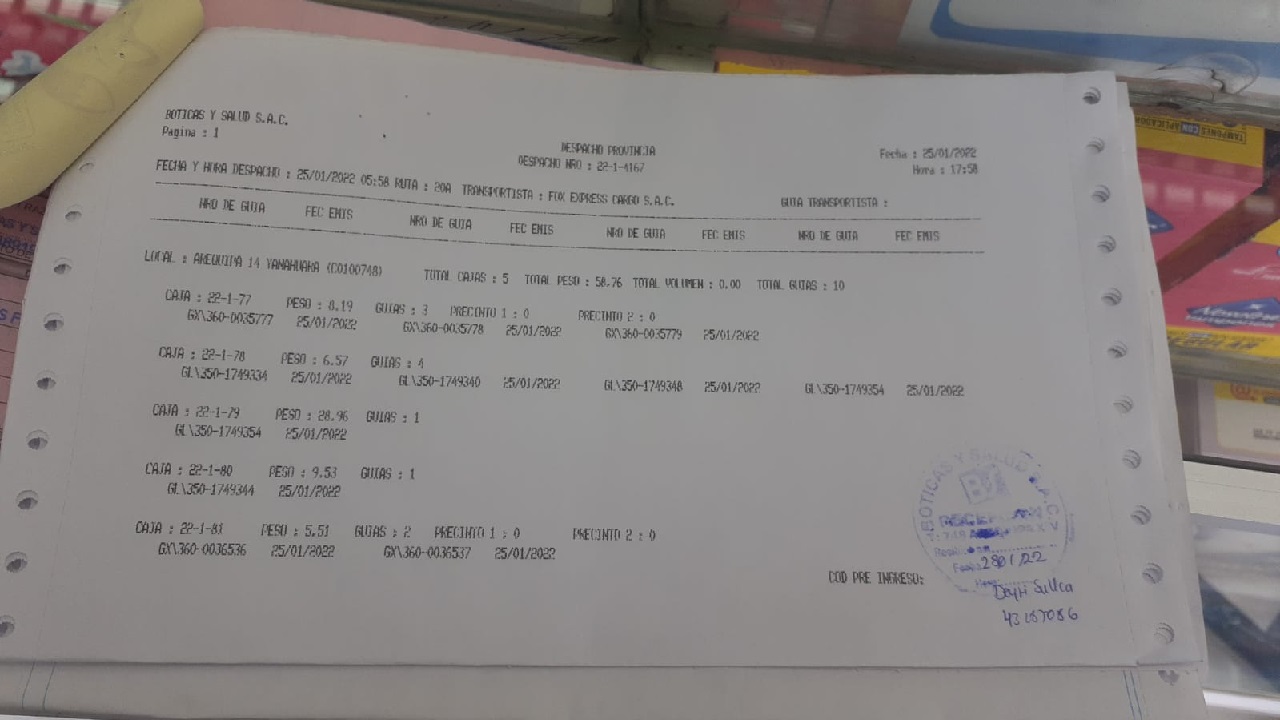 BOTICAS Y SALUD S.A.C.
Pagina : 1
DESPACHO PROVINCIA
DESPACHO NRO : 22-1-4167
Fecha : 25/01/2022
Hora : 17:58
FECHA Y HORA DESPACHO : 25/01/2022 05:58 RUTA : 20A TRANSPORTISTA : FOX EXPRESS CARGO S.A.C. GUIA TRANSPORTISTA :
NRO DE GUIA FEC EMIS NRO DE GUIA FEC EMIS NRO DE GUIA FEC EMIS NRO DE GUIA FEC EMIS
LOCAL : AREQUIPA 14 YANAHUARA (C0100748) TOTAL CAJAS : 5 TOTAL PESO : 58.76 TOTAL VOLUMEN : 0.00 TOTAL GUIAS : 10
CAJA : 22-1-77 PESO : 8.19 GUIAS : 3 PRECINTO 1 : 0 PRECINTO 2 : 0
GX\360-0035777 25/01/2022 GX\360-0035778 25/01/2022 GX\360-0035779 25/01/2022
CAJA : 22-1-78 PESO : 6.57 GUIAS : 4
GL\350-1749334 25/01/2022 GL\350-1749340 25/01/2022 GL\350-1749348 25/01/2022 GL\350-1749354 25/01/2022
CAJA : 22-1-79 PESO : 28.96 GUIAS : 1
GL\350-1749354 25/01/2022
CAJA : 22-1-80 PESO : 9.53 GUIAS : 1
GL\350-1749344 25/01/2022
CAJA : 22-1-81 PESO : 5.51 GUIAS : 2 PRECINTO 1 : 0 PRECINTO 2 : 0
GX\360-0036536 25/01/2022 GX\360-0036537 25/01/2022
COD PRE INGRESO:
BOTICAS Y SALUD S.A.C.
Fecha
Sullca
TAMPONES CON APLICADOR